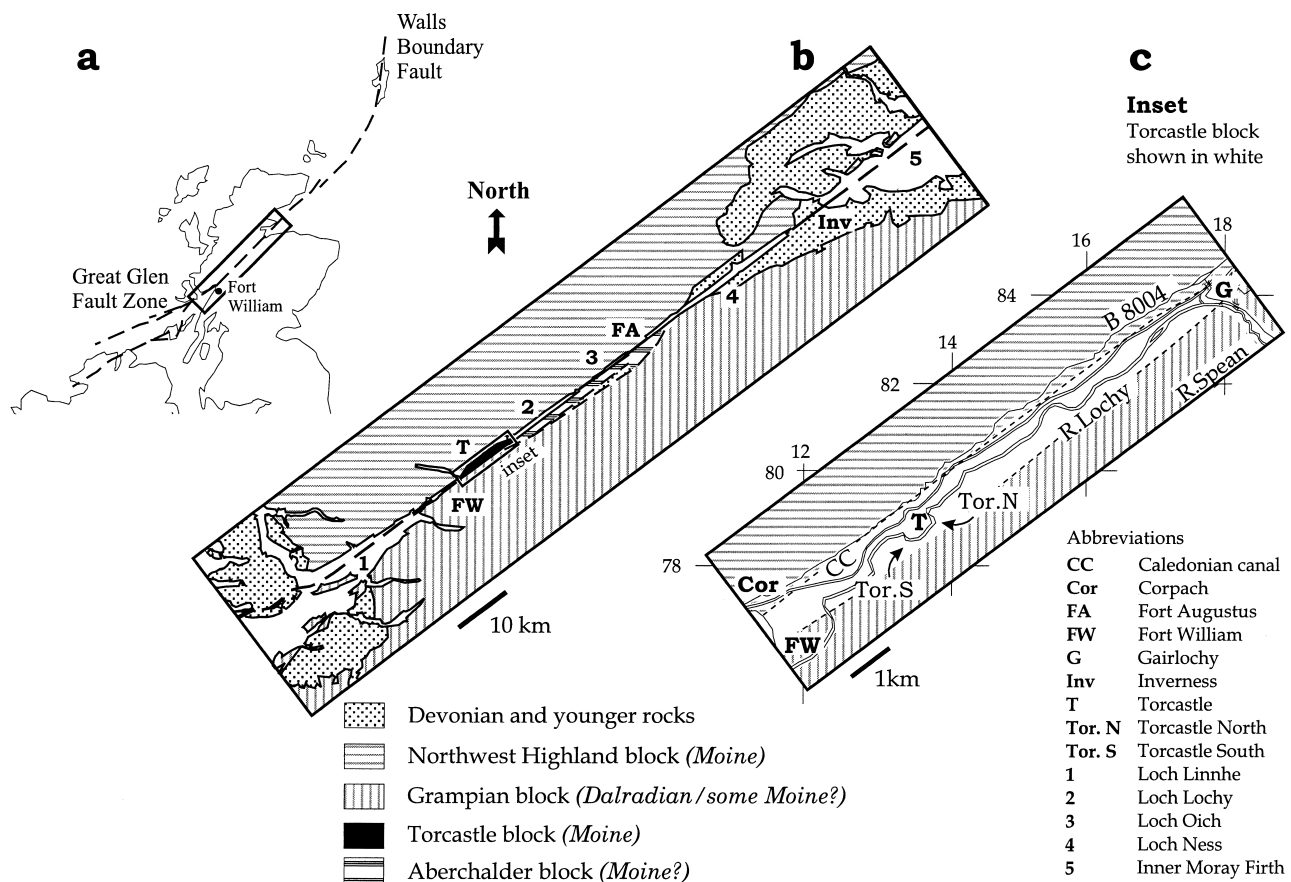 a
Walls
Boundary
Fault
Great Glen
Fault Zone
Fort
William
North
b
5
Inv
4
FA
3
2
T
inset
FW
1
10 km
c
Inset
Torcastle block
shown in white
18
16
84
B 8004
G
14
82
R.Spean
R.Lochy
12
80
Tor.N
T
78
CC
Cor
Tor.S
FW
1km
Devonian and younger rocks
Northwest Highland block (Moine)
Grampian block (Dalradian/some Moine?)
Torcastle block (Moine)
Aberchalder block (Moine?)
Abbreviations
CC Caledonian canal
Cor Corpach
FA Fort Augustus
FW Fort William
G Gairlochy
Inv Inverness
T Torcastle
Tor. N Torcastle North
Tor. S Torcastle South
1 Loch Linnhe
2 Loch Lochy
3 Loch Oich
4 Loch Ness
5 Inner Moray Firth